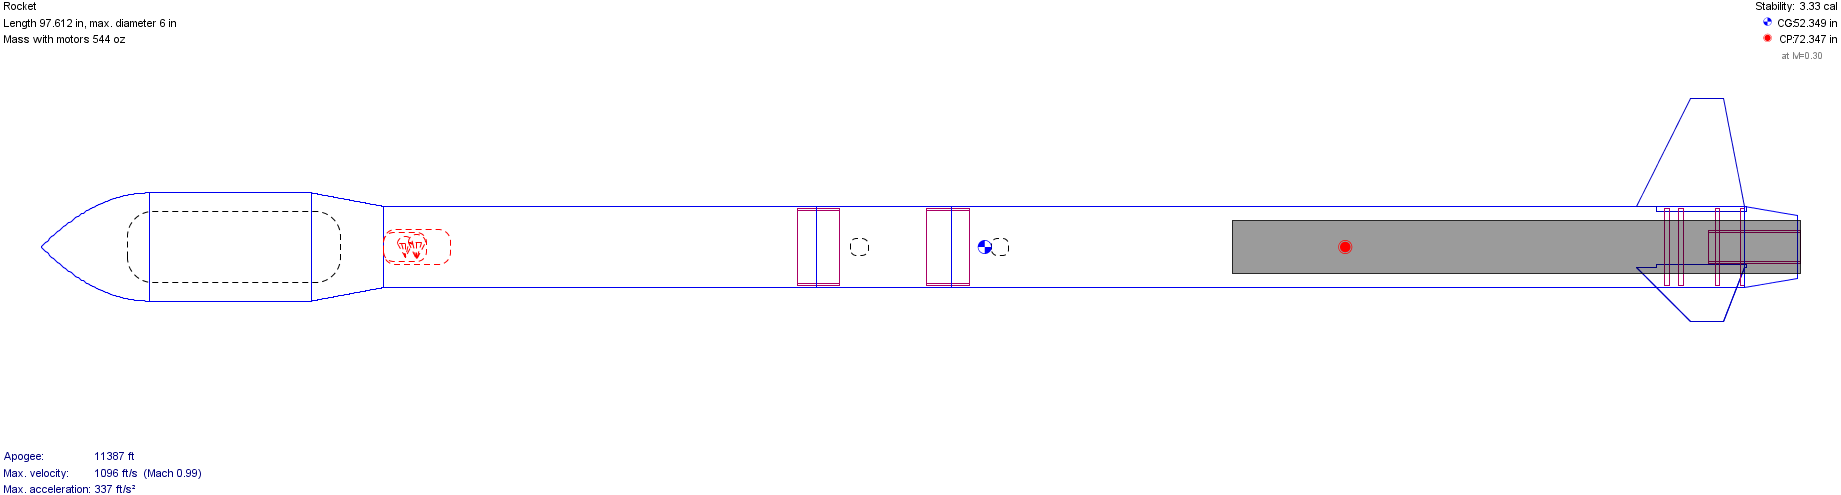 Rocket
Length 97.612 in, max. diameter 6 in
Mass with motors 544 oz
Stability: 3.33 cal
CG:52.349 in
CP:72.347 in
at M=0.30
Apogee: 11387 ft
Max. velocity: 1096 ft/s (Mach 0.99)
Max. acceleration: 337 ft/s²